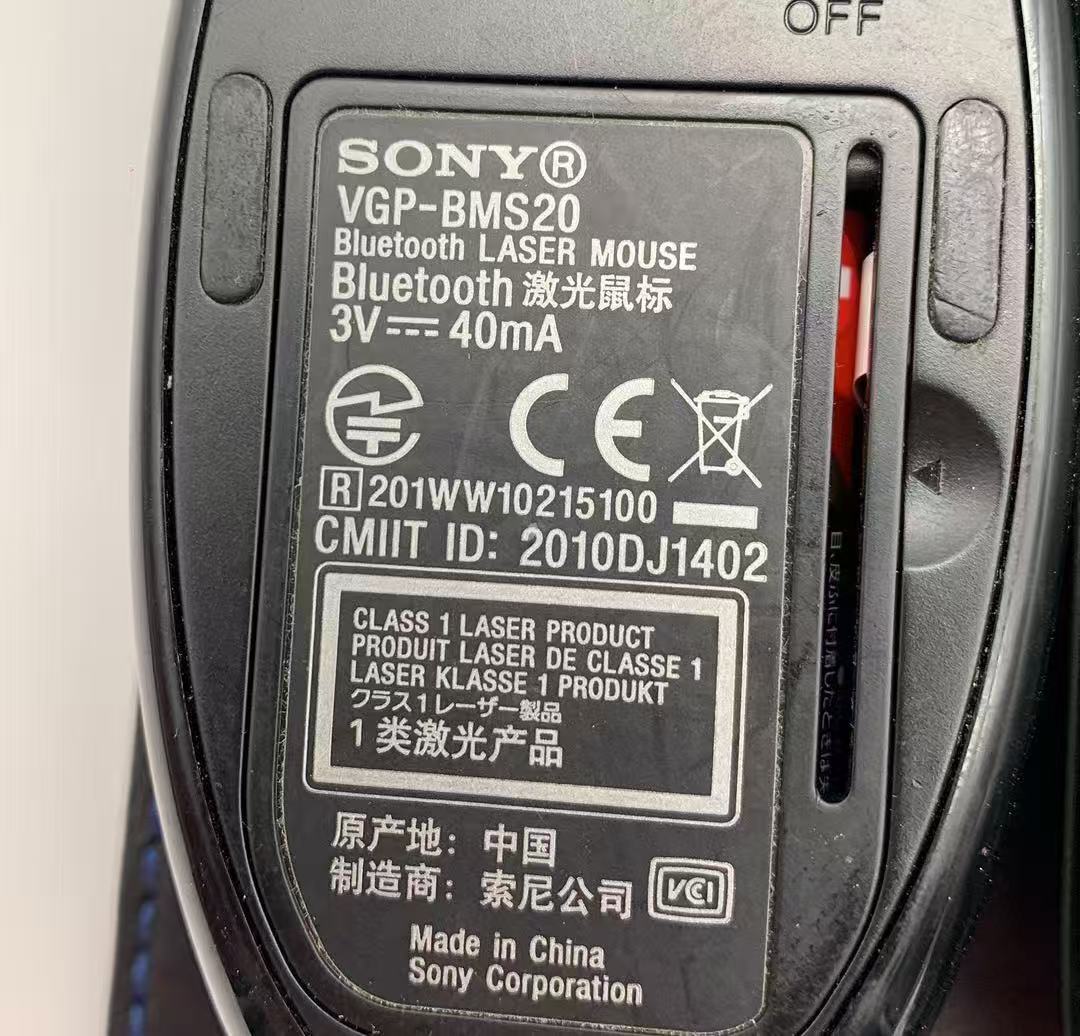 OFF
SONY®
VGP-BMS20
Bluetooth LASER MOUSE
Bluetooth 激光鼠标
3V⎓40mA
CE
R 201WW10215100
CMIIT ID: 2010DJ1402
CLASS 1 LASER PRODUCT
PRODUIT LASER DE CLASSE 1
LASER KLASSE 1 PRODUKT
クラス1レーザー製品
1类激光产品
原产地: 中国
制造商: 索尼公司
VCCI
Made in China
Sony Corporation